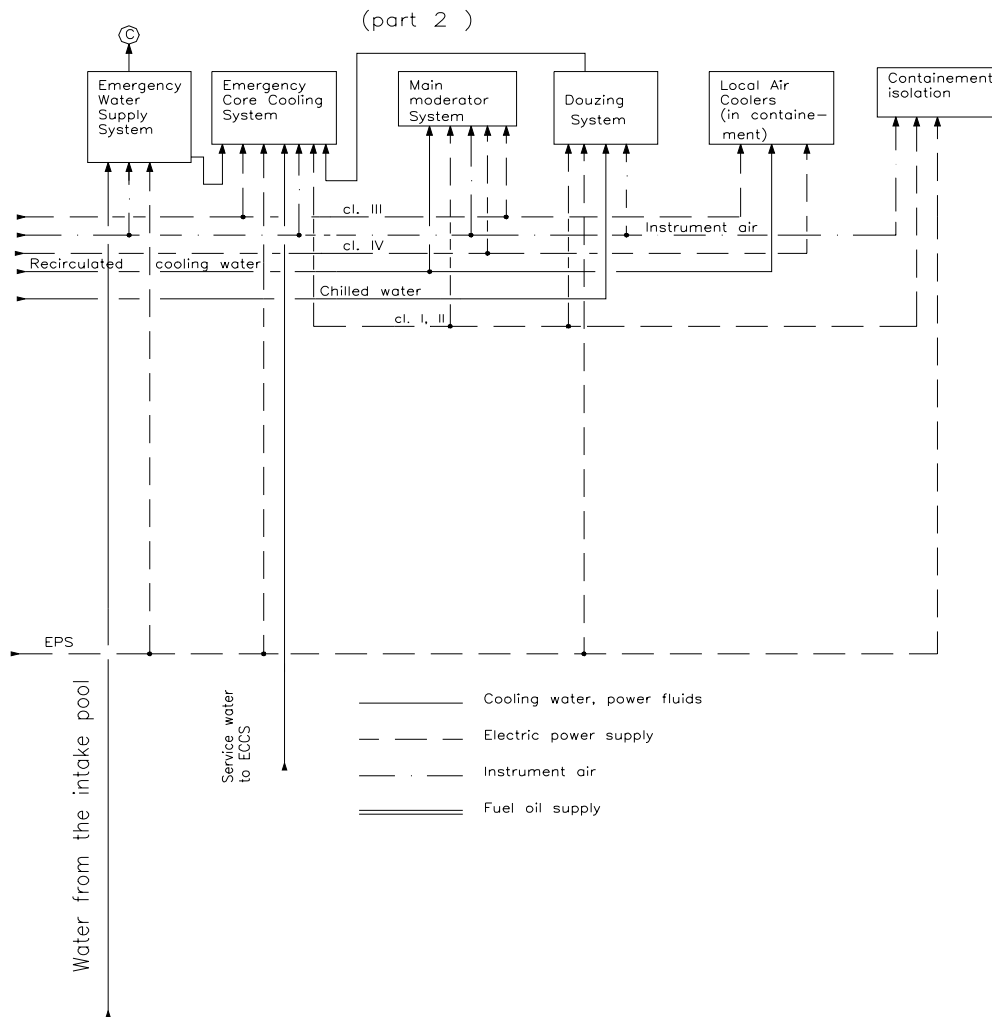 (part 2 )
C
Emergency
Water
Supply
System
Emergency
Core Cooling
System
Main
moderator
System
Douzing
System
Local Air
Coolers
(in containe-
ment)
Containement
isolation
cl. III
Instrument air
cl. IV
Recirculated cooling water
Chilled water
cl. I, II
EPS
Water from the intake pool
Service water
to ECCS
Cooling water, power fluids
Electric power supply
Instrument air
Fuel oil supply